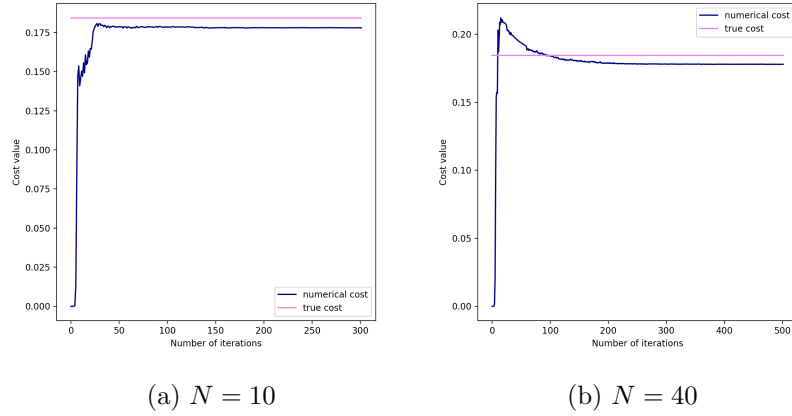 0.175
0.150
0.125
0.100
0.075
0.050
0.025
0.000
Cost value
0 50 100 150 200 250 300
Number of iterations
numerical cost
true cost
(a) N = 10
0.20
0.15
0.10
0.05
0.00
Cost value
0 100 200 300 400 500
Number of iterations
numerical cost
true cost
(b) N = 40